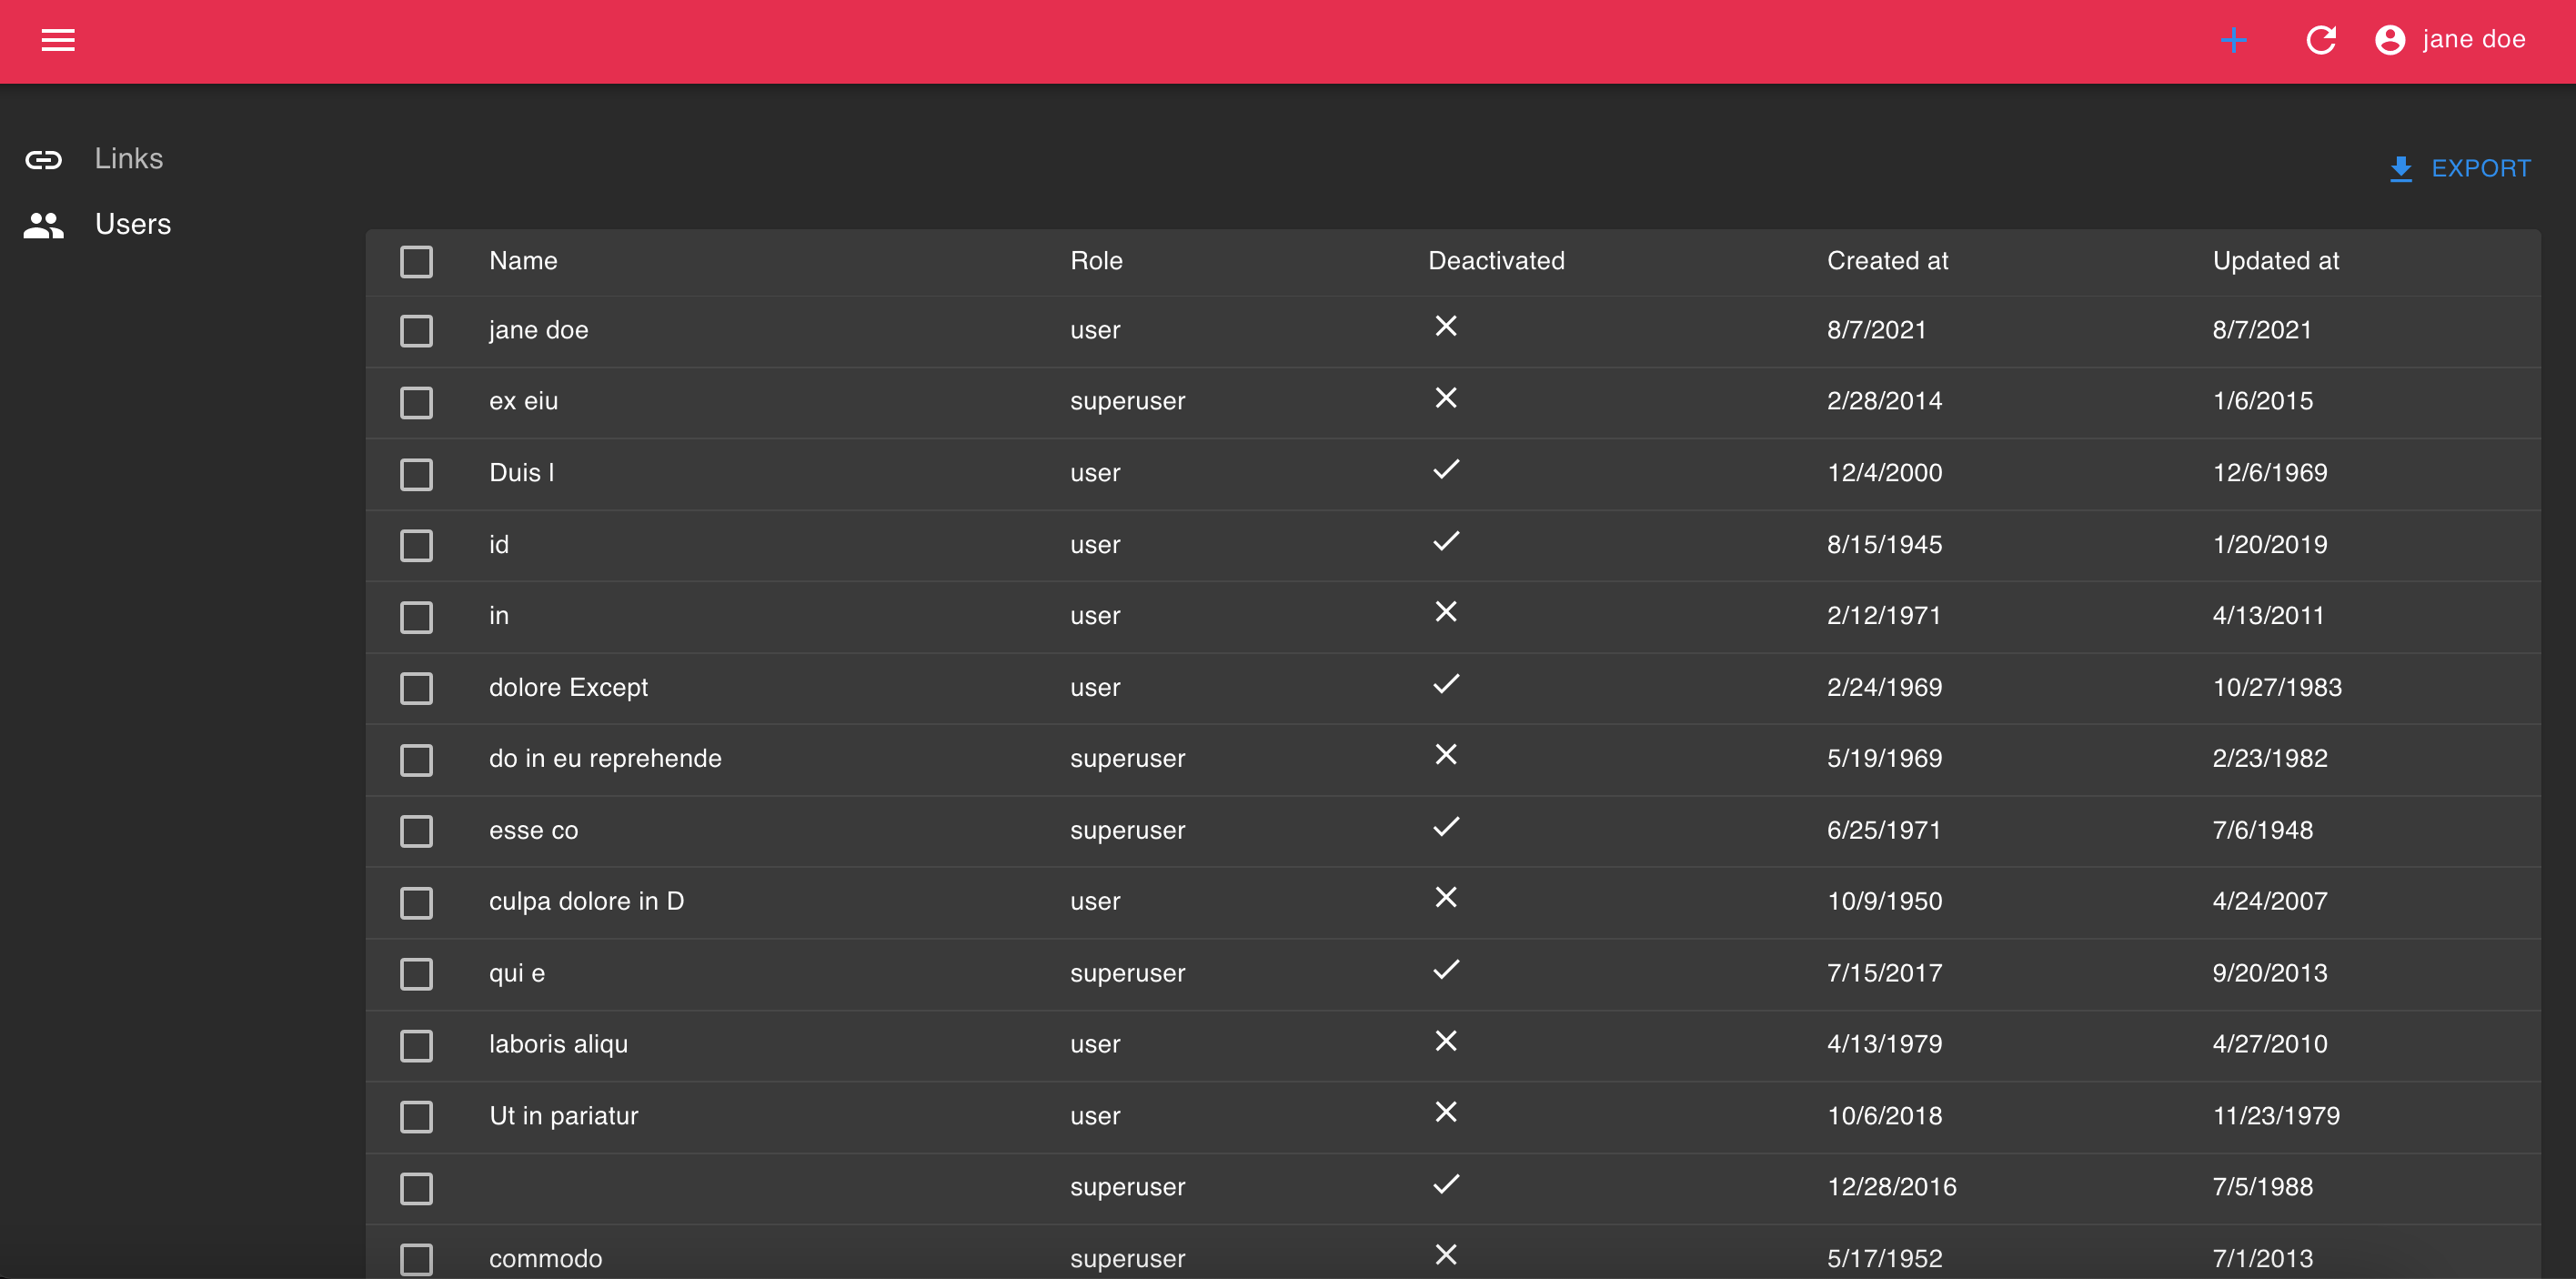 jane doe
Links
EXPORT
Users
Name Role Deactivated Created at Updated at
jane doe user 8/7/2021 8/7/2021
ex eiu superuser 2/28/2014 1/6/2015
Duis l user 12/4/2000 12/6/1969
id user 8/15/1945 1/20/2019
in user 2/12/1971 4/13/2011
dolore Except user 2/24/1969 10/27/1983
do in eu reprehende superuser 5/19/1969 2/23/1982
esse co superuser 6/25/1971 7/6/1948
culpa dolore in D user 10/9/1950 4/24/2007
qui e superuser 7/15/2017 9/20/2013
laboris aliqu user 4/13/1979 4/27/2010
Ut in pariatur user 10/6/2018 11/23/1979
superuser 12/28/2016 7/5/1988
commodo superuser 5/17/1952 7/1/2013